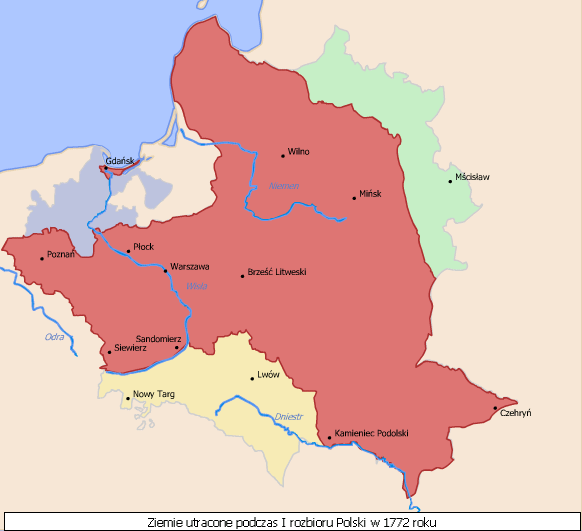 Gdańsk
Wilno
Mścisław
Niemen
Mińsk
Płock
Poznań
Warszawa
Brześć Litweski
Wisła
Odra
Sandomierz
Siewierz
Lwów
Nowy Targ
Czehryń
Dniestr
Kamieniec Podolski
Ziemie utracone podczas I rozbioru Polski w 1772 roku